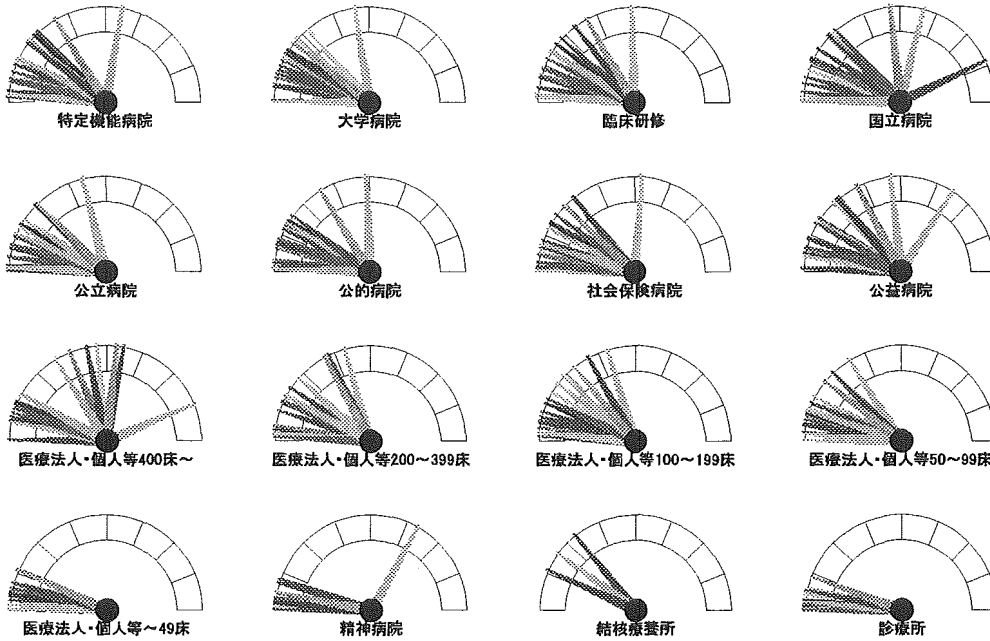 特定機能病院
大学病院
臨床研修
国立病院
公立病院
公的病院
社会保険病院
公益病院
医療法人・個人等400床～
医療法人・個人等200～399床
医療法人・個人等100～199床
医療法人・個人等50～99床
医療法人・個人等～49床
精神病院
結核療養所
診療所